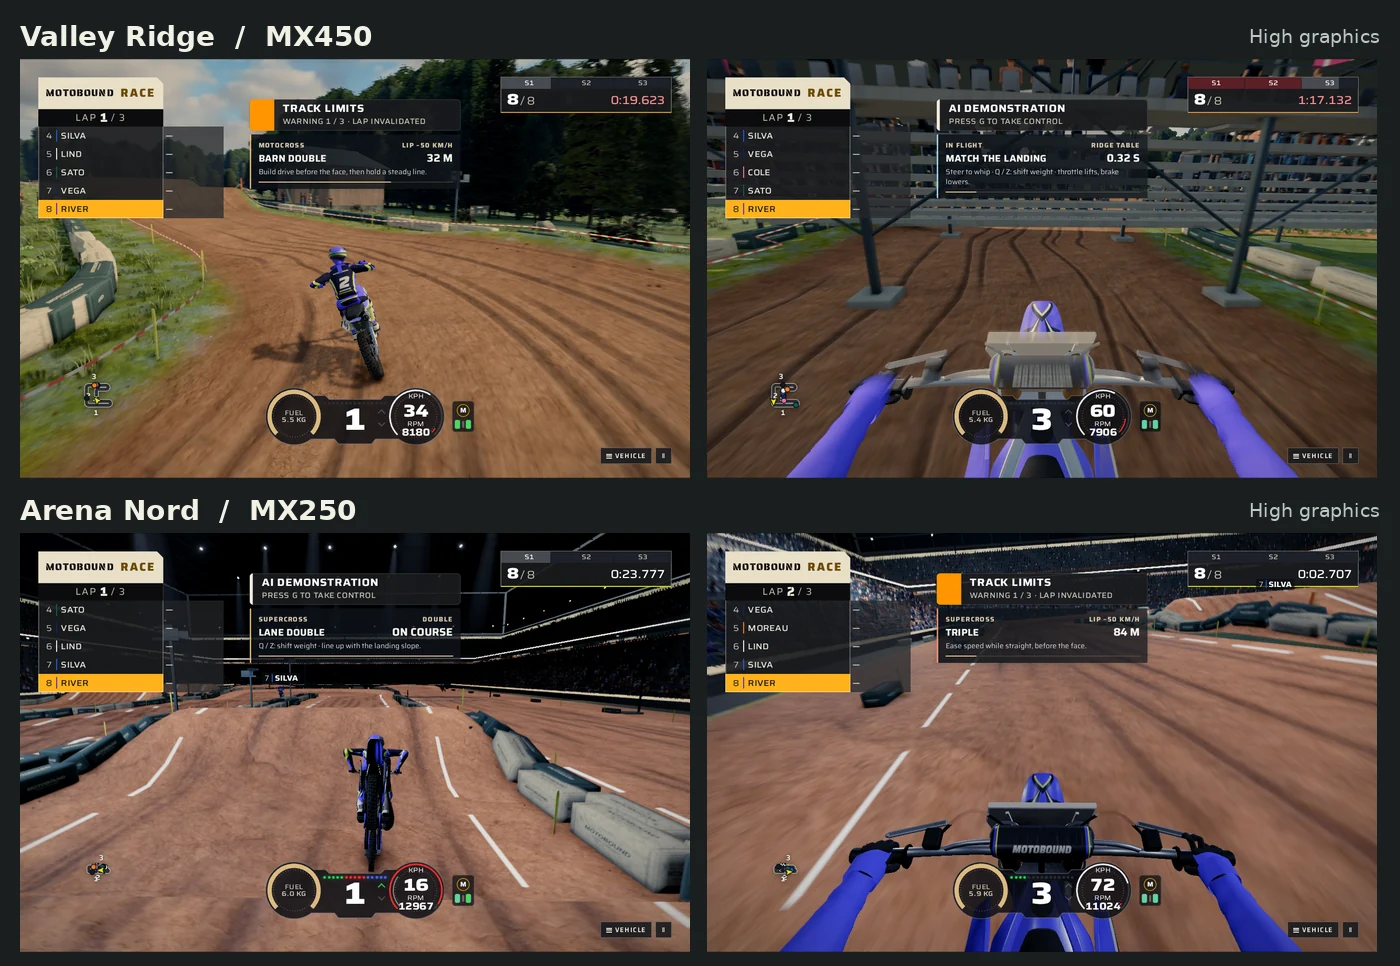 Valley Ridge / MX450
High graphics
MOTOBOUND RACE
LAP 1 / 3
4 SILVA —
5 LIND —
6 SATO —
7 VEGA —
8 RIVER —
TRACK LIMITS
WARNING 1 / 3 · LAP INVALIDATED
MOTOCROSS LIP ~50 KM/H
BARN DOUBLE 32 M
Build drive before the face, then hold a steady line.
S1 S2 S3
8/8 0:19.623
2
3
1
FUEL
5.5 KG
1
KPH
34
RPM
8180
M
VEHICLE
MOTOBOUND RACE
LAP 1 / 3
4 SILVA —
5 VEGA —
6 COLE —
7 SATO —
8 RIVER —
AI DEMONSTRATION
PRESS G TO TAKE CONTROL
IN FLIGHT RIDGE TABLE
MATCH THE LANDING 0.32 S
Steer to whip · Q / Z: shift weight · throttle lifts, brake
lowers.
S1 S2 S3
8/8 1:17.132
3
2
1
FUEL
5.4 KG
3
KPH
60
RPM
7906
M
VEHICLE
Arena Nord / MX250
High graphics
MOTOBOUND RACE
LAP 1 / 3
4 SATO —
5 VEGA —
6 LIND —
7 SILVA —
8 RIVER —
AI DEMONSTRATION
PRESS G TO TAKE CONTROL
SUPERCROSS DOUBLE
LANE DOUBLE ON COURSE
Q / Z: shift weight · line up with the landing slope.
S1 S2 S3
8/8 0:23.777
7 SILVA
MOTOBOUND
3
FUEL
6.0 KG
1
KPH
16
RPM
12967
M
VEHICLE
MOTOBOUND RACE
LAP 2 / 3
4 VEGA —
5 MOREAU —
6 LIND —
7 SILVA —
8 RIVER —
TRACK LIMITS
WARNING 1 / 3 · LAP INVALIDATED
SUPERCROSS LIP ~50 KM/H
TRIPLE 84 M
Ease speed while straight, before the face.
S1 S2 S3
8/8 0:02.707
7 SILVA
3
MOTOBOUND
FUEL
5.9 KG
3
KPH
72
RPM
11024
M
VEHICLE